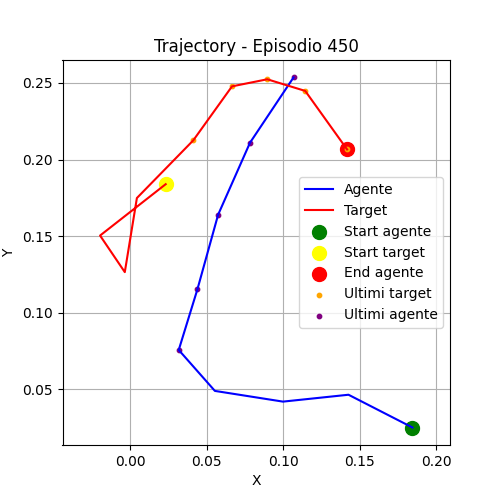 Trajectory - Episodio 450
0.25
0.20
0.15
0.10
0.05
Y
Agente
Target
Start agente
Start target
End agente
Ultimi target
Ultimi agente
0.00 0.05 0.10 0.15 0.20
X